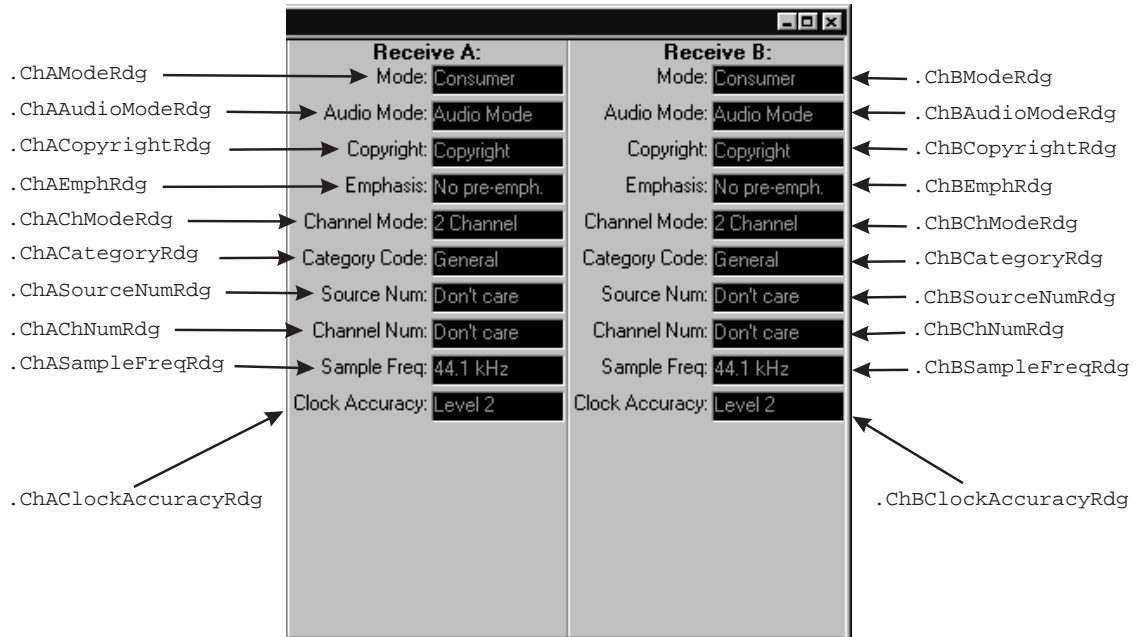 Receive A: Receive B:
.ChAModeRdg Mode: Consumer Mode: Consumer .ChBModeRdg
.ChAAudioModeRdg Audio Mode: Audio Mode Audio Mode: Audio Mode .ChBAudioModeRdg
.ChACopyrightRdg Copyright: Copyright Copyright: Copyright .ChBCopyrightRdg
.ChAEmphRdg Emphasis: No pre-emph. Emphasis: No pre-emph. .ChBEmphRdg
.ChAChModeRdg Channel Mode: 2 Channel Channel Mode: 2 Channel .ChBChModeRdg
.ChACategoryRdg Category Code: General Category Code: General .ChBCategoryRdg
.ChASourceNumRdg Source Num: Don't care Source Num: Don't care .ChBSourceNumRdg
.ChAChNumRdg Channel Num: Don't care Channel Num: Don't care .ChBChNumRdg
.ChASampleFreqRdg Sample Freq: 44.1 kHz Sample Freq: 44.1 kHz .ChBSampleFreqRdg
Clock Accuracy: Level 2 Clock Accuracy: Level 2
.ChAClockAccuracyRdg .ChBClockAccuracyRdg